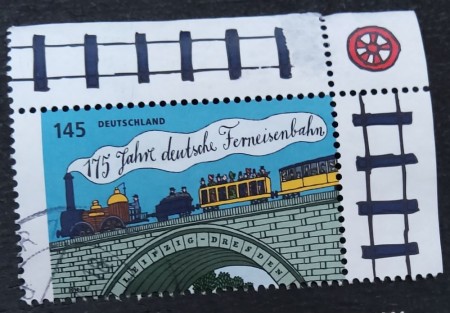 145 DEUTSCHLAND
175 Jahre deutsche Ferneisenbahn
LEIPZIG-DRESDEN